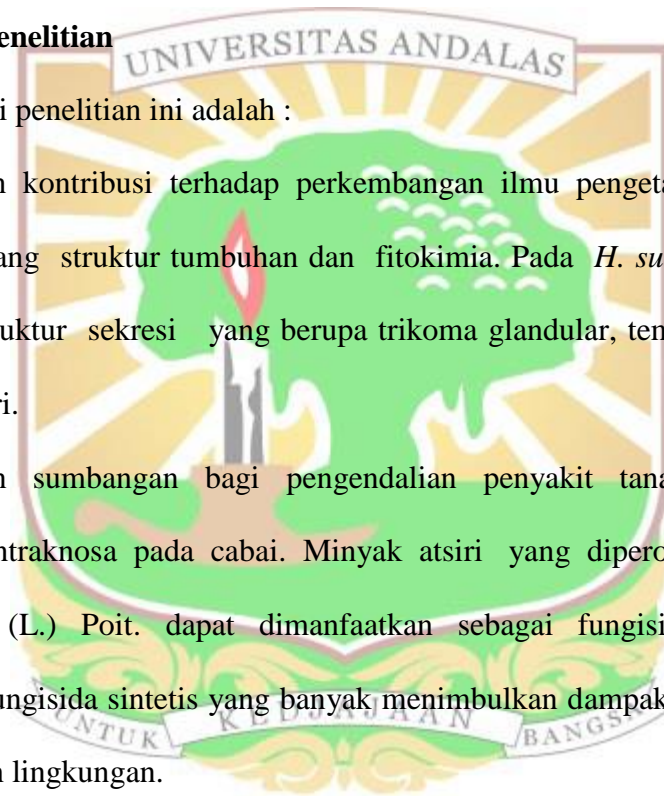 enelitian
UNIVERSITAS ANDALAS
i penelitian ini adalah :
n kontribusi terhadap perkembangan ilmu penget
ang struktur tumbuhan dan fitokimia. Pada H. su
uktur sekresi yang berupa trikoma glandular, ten
ri.
n sumbangan bagi pengendalian penyakit tana
ntraknosa pada cabai. Minyak atsiri yang dipero
(L.) Poit. dapat dimanfaatkan sebagai fungisi
ungisida sintetis yang banyak menimbulkan dampak
UNTUK KEDJAJAAN BANGSA
n lingkungan.